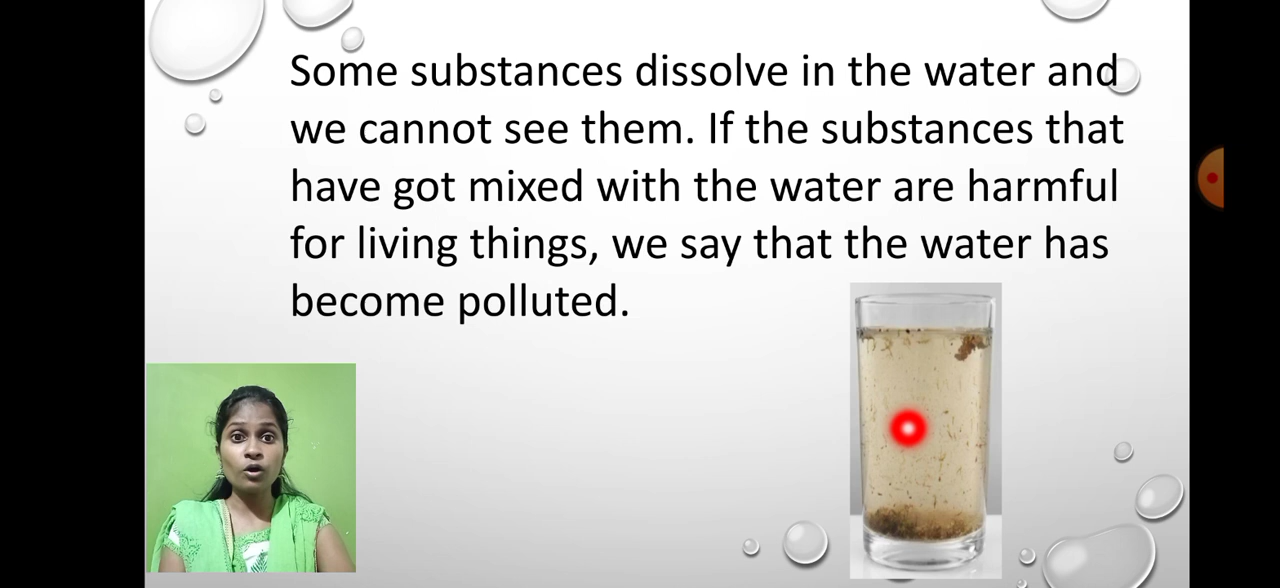 Some substances dissolve in the water and
we cannot see them. If the substances that
have got mixed with the water are harmful
for living things, we say that the water has
become polluted.